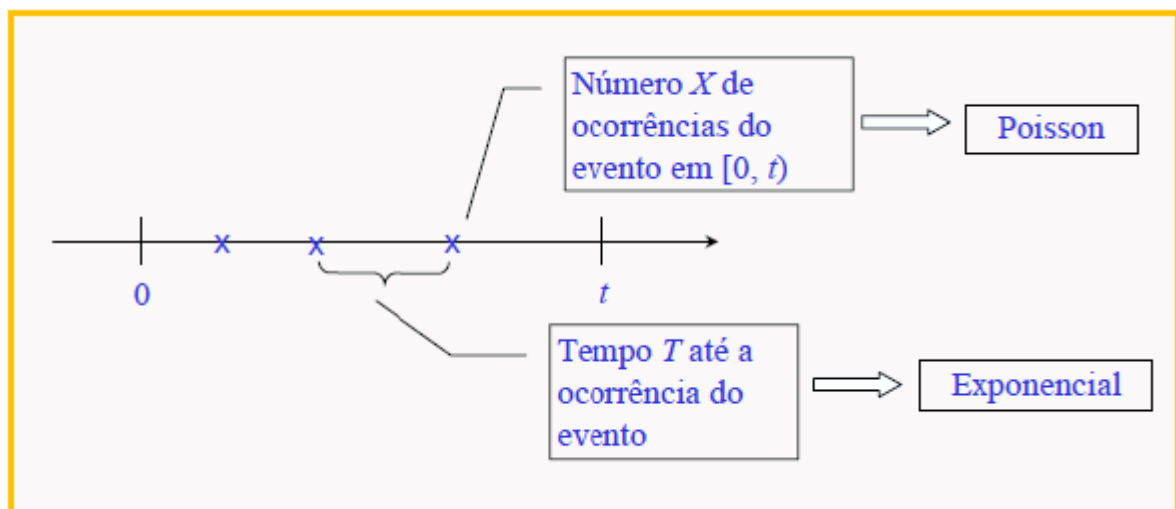 Número X de
ocorrências do
evento em [0, t)
Poisson
x x x
0 t
Tempo T até a
ocorrência do
evento
Exponencial